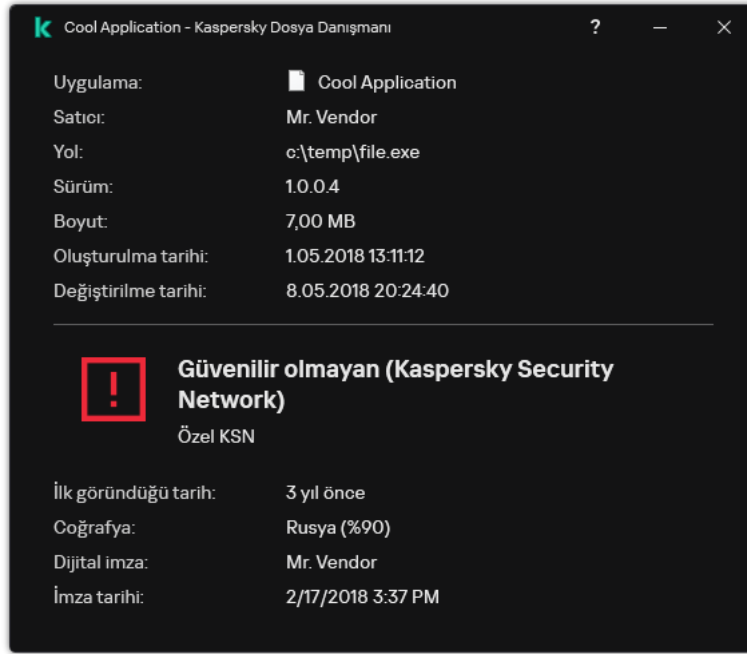 Cool Application - Kaspersky Dosya Danışmanı ?
Uygulama: Cool Application
Satıcı: Mr. Vendor
Yol: c:\temp\file.exe
Sürüm: 1.0.0.4
Boyut: 7,00 MB
Oluşturulma tarihi: 1.05.2018 13:11:12
Değiştirilme tarihi: 8.05.2018 20:24:40
Güvenilir olmayan (Kaspersky Security
Network)
Özel KSN
İlk göründüğü tarih: 3 yıl önce
Coğrafya: Rusya (%90)
Dijital imza: Mr. Vendor
İmza tarihi: 2/17/2018 3:37 PM